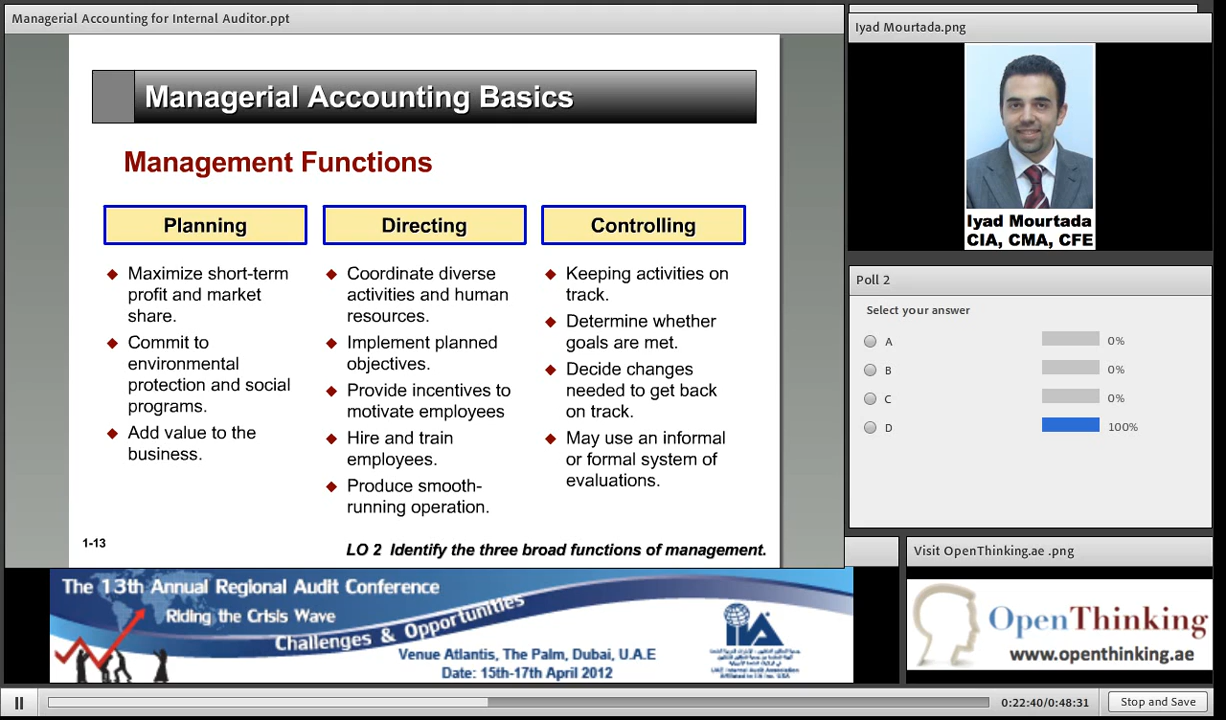 Managerial Accounting for Internal Auditor.ppt
Managerial Accounting Basics
Management Functions
Planning
Maximize short-term
profit and market
share.
Commit to
environmental
protection and social
programs.
Add value to the
business.
Directing
Coordinate diverse
activities and human
resources.
Implement planned
objectives.
Provide incentives to
motivate employees
Hire and train
employees.
Produce smooth-
running operation.
Controlling
Keeping activities on
track.
Determine whether
goals are met.
Decide changes
needed to get back
on track.
May use an informal
or formal system of
evaluations.
1-13
LO 2 Identify the three broad functions of management.
Iyad Mourtada.png
Iyad Mourtada
CIA, CMA, CFE
Poll 2
Select your answer
A 0%
B 0%
C 0%
D 100%
The 13th Annual Regional Audit Conference
Riding the Crisis Wave
Challenges & Opportunities
Venue Atlantis, The Palm, Dubai, U.A.E
Date: 15th-17th April 2012
IIA
Visit OpenThinking.ae .png
OpenThinking
www.openthinking.ae
0:22:40/0:48:31
Stop and Save